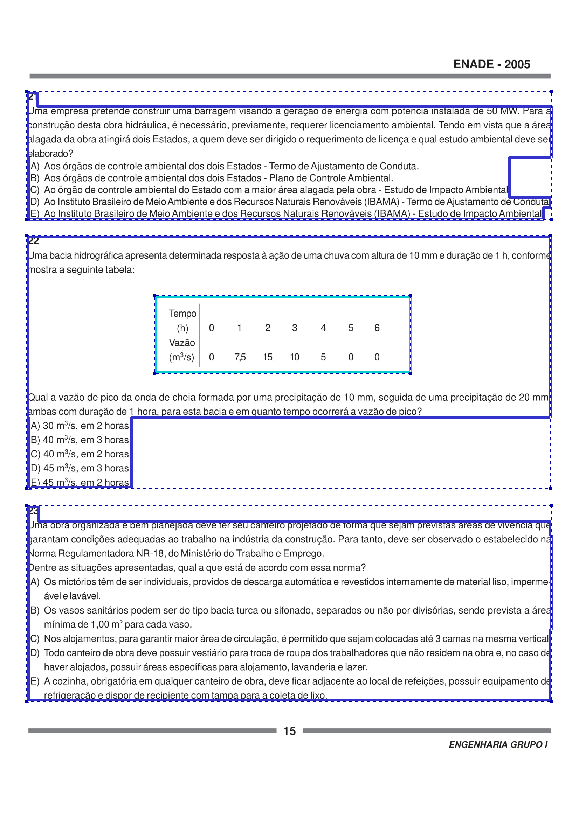 ENADE - 2005
21
Uma empresa pretende construir uma barragem visando a geração de energia com potência instalada de 50 MW. Para a
construção desta obra hidráulica, é necessário, previamente, requerer licenciamento ambiental. Tendo em vista que a área
alagada da obra atingirá dois Estados, a quem deve ser dirigido o requerimento de licença e qual estudo ambiental deve ser
elaborado?
A) Aos órgãos de controle ambiental dos dois Estados - Termo de Ajustamento de Conduta.
B) Aos órgãos de controle ambiental dos dois Estados - Plano de Controle Ambiental.
C) Ao órgão de controle ambiental do Estado com a maior área alagada pela obra - Estudo de Impacto Ambiental.
D) Ao Instituto Brasileiro de Meio Ambiente e dos Recursos Naturais Renováveis (IBAMA) - Termo de Ajustamento de Conduta.
E) Ao Instituto Brasileiro de Meio Ambiente e dos Recursos Naturais Renováveis (IBAMA) - Estudo de Impacto Ambiental.
22
Uma bacia hidrográfica apresenta determinada resposta à ação de uma chuva com altura de 10 mm e duração de 1 h, conforme
mostra a seguinte tabela:
Tempo
(h) 0 1 2 3 4 5 6
Vazão
(m³/s) 0 7,5 15 10 5 0 0
Qual a vazão de pico da onda de cheia formada por uma precipitação de 10 mm, seguida de uma precipitação de 20 mm,
ambas com duração de 1 hora, para esta bacia e em quanto tempo ocorrerá a vazão de pico?
A) 30 m³/s, em 2 horas
B) 40 m³/s, em 3 horas
C) 40 m³/s, em 2 horas
D) 45 m³/s, em 3 horas
E) 45 m³/s, em 2 horas
23
Uma obra organizada e bem planejada deve ter seu canteiro projetado de forma que sejam previstas áreas de vivência que
garantam condições adequadas ao trabalho na indústria da construção. Para tanto, deve ser observado o estabelecido na
Norma Regulamentadora NR-18, do Ministério do Trabalho e Emprego.
Dentre as situações apresentadas, qual a que está de acordo com essa norma?
A) Os mictórios têm de ser individuais, providos de descarga automática e revestidos internamente de material liso, imperme-
ável e lavável.
B) Os vasos sanitários podem ser do tipo bacia turca ou sifonado, separados ou não por divisórias, sendo prevista a área
mínima de 1,00 m² para cada vaso.
C) Nos alojamentos, para garantir maior área de circulação, é permitido que sejam colocadas até 3 camas na mesma vertical.
D) Todo canteiro de obra deve possuir vestiário para troca de roupa dos trabalhadores que não residem na obra e, no caso de
haver alojados, possuir áreas específicas para alojamento, lavanderia e lazer.
E) A cozinha, obrigatória em qualquer canteiro de obra, deve ficar adjacente ao local de refeições, possuir equipamento de
refrigeração e dispor de recipiente com tampa para a coleta de lixo.
15
ENGENHARIA GRUPO I